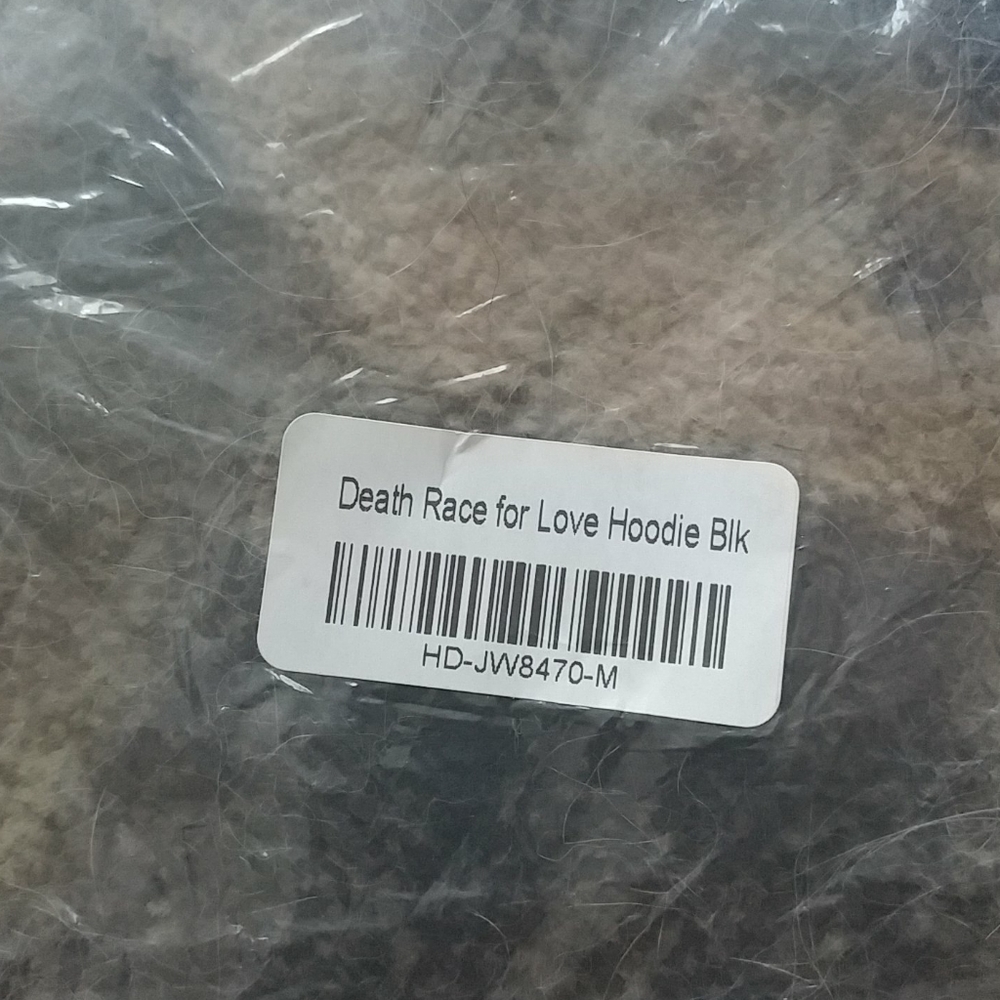 Death Race for Love Hoodie Blk
HD-JW8470-M